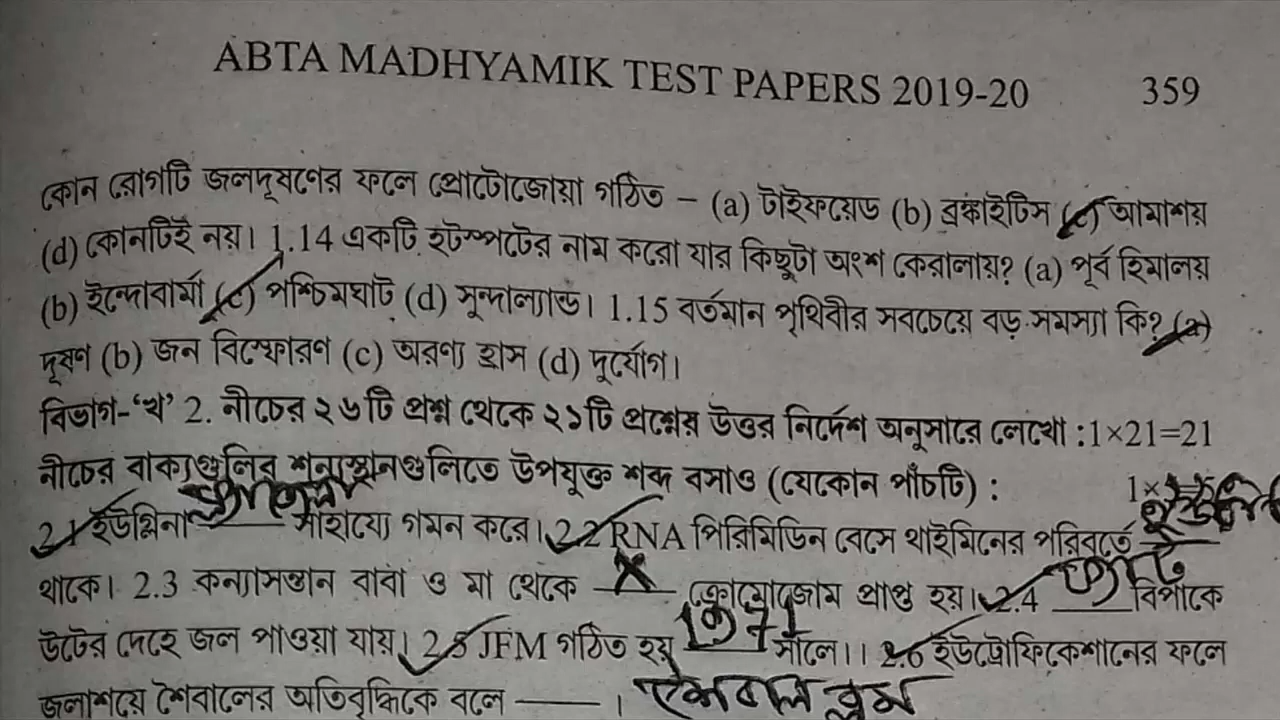 ABTA MADHYAMIK TEST PAPERS 2019-20 359
কোন রোগটি জলদূষণের ফলে প্রোটোজোয়া গঠিত – (a) টাইফয়েড (b) ব্রঙ্কাইটিস (c) আমাশয়
(d) কোনটিই নয়। 1.14 একটি হটস্পটের নাম করো যার কিছুটা অংশ কেরালায়? (a) পূর্ব হিমালয়
(b) ইন্দোবার্মা (c) পশ্চিমঘাট (d) সুন্দাল্যান্ড। 1.15 বর্তমান পৃথিবীর সবচেয়ে বড় সমস্যা কি? (a)
দূষণ (b) জন বিস্ফোরণ (c) অরণ্য হ্রাস (d) দুর্যোগ।
বিভাগ-‘খ’ 2. নীচের ২৬টি প্রশ্ন থেকে ২১টি প্রশ্নের উত্তর নির্দেশ অনুসারে লেখো : 1×21=21
নীচের বাক্যগুলির শূন্যস্থানগুলিতে উপযুক্ত শব্দ বসাও (যেকোন পাঁচটি) : 1×
2.1 ইউগ্লিনা ফ্লাজেলা সাহায্যে গমন করে। 2.2 RNA পিরিমিডিন বেসে থাইমিনের পরিবর্তে
থাকে। 2.3 কন্যাসন্তান বাবা ও মা থেকে X ক্রোমোজোম প্রাপ্ত হয়। 2.4 ফ্যাট বিপাকে
উটের দেহে জল পাওয়া যায়। 2.5 JFM গঠিত হয় 1971 সালে।। 2.6 ইউট্রোফিকেশানের ফলে
জলাশয়ে শৈবালের অতিবৃদ্ধিকে বলে ——। শৈবাল ব্লুম